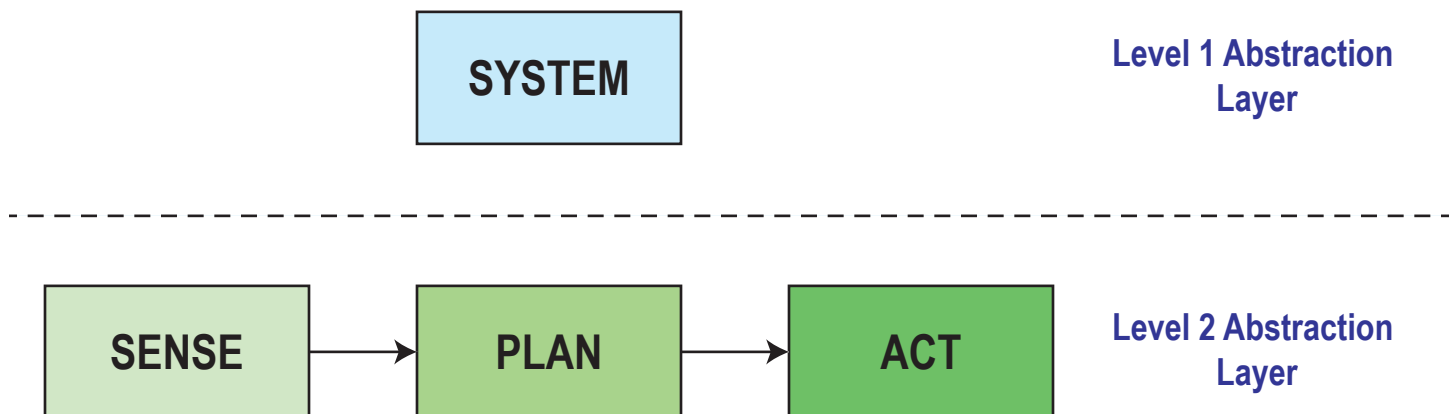 SYSTEM
Level 1 Abstraction
Layer
SENSE
PLAN
ACT
Level 2 Abstraction
Layer